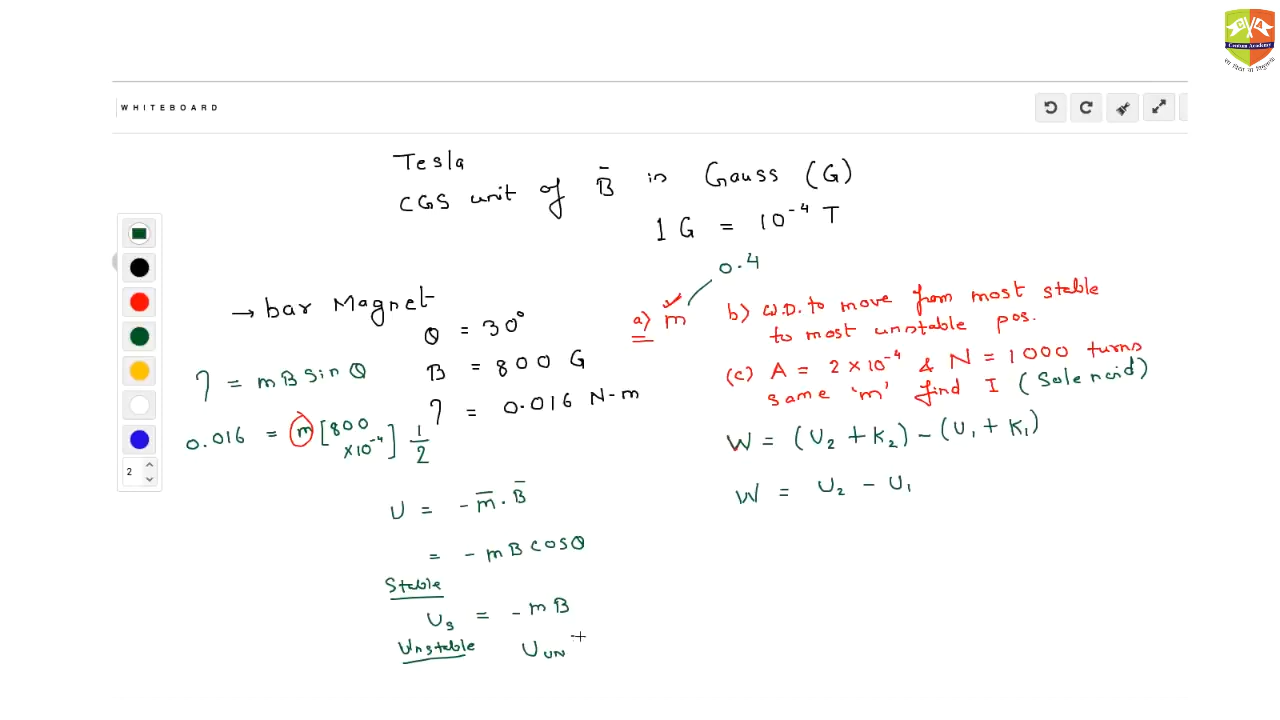 Centum Academy
WHITEBOARD
Tesla
CGS unit of B̄ is Gauss (G)
1 G = 10⁻⁴ T
0.4
→ bar Magnet
θ = 30°
B = 800 G
τ = 0.016 N-m
a) m
b) W.D. to move from most stable
to most unstable pos.
(c) A = 2 × 10⁻⁴ & N = 1000 turns
same 'm' find I (Solenoid)
τ = mB sin θ
0.016 = m [800 × 10⁻⁴] 1/2
U = - m̄ . B̄
= - mB cos θ
Stable
U_s = - mB
Unstable U_UN +
W = (U₂ + K₂) - (U₁ + K₁)
W = U₂ - U₁
2